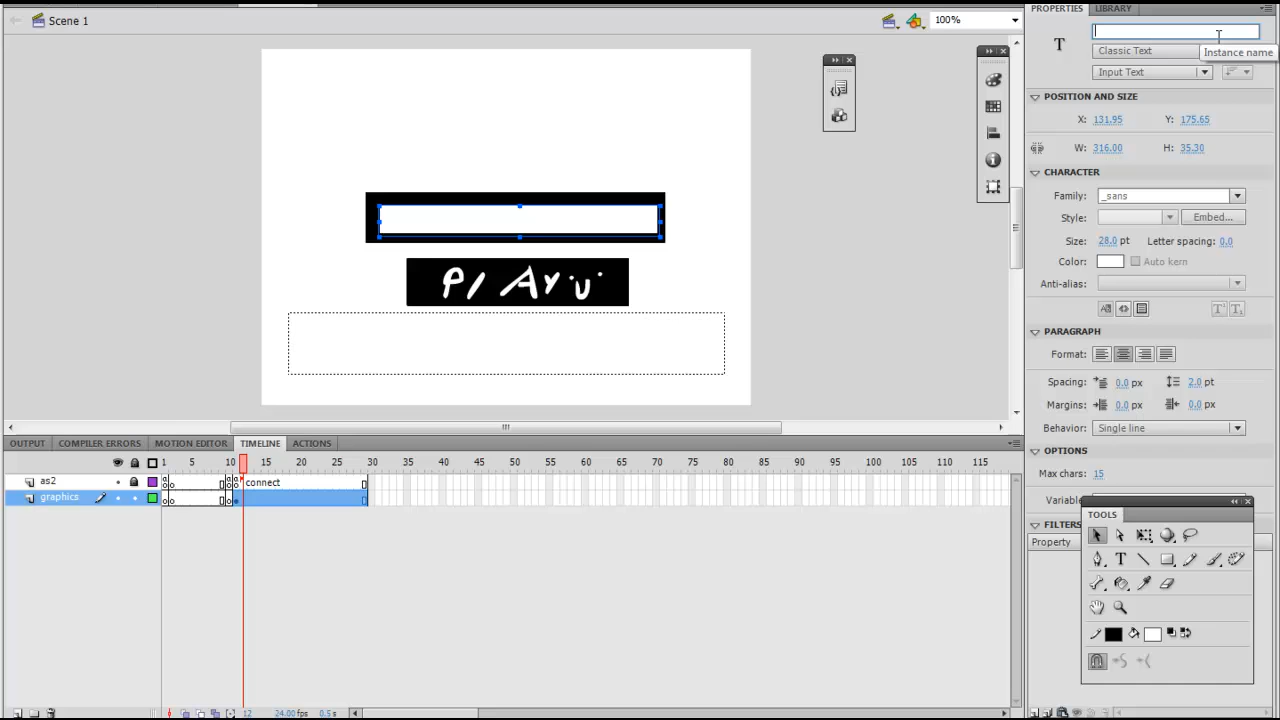 Scene 1
100%
PROPERTIES
LIBRARY
T
Classic Text
Instance name
Input Text
POSITION AND SIZE
X: 131.95 Y: 175.65
W: 316.00 H: 35.30
CHARACTER
Family: _sans
Style:
Embed...
Size: 28.0 pt Letter spacing: 0.0
Color:
Auto kern
Anti-alias:
PARAGRAPH
Format:
Spacing: 0.0 px 2.0 pt
Margins: 0.0 px 0.0 px
Behavior: Single line
OPTIONS
Max chars: 15
Variable:
FILTERS
Property
TOOLS
OUTPUT
COMPILER ERRORS
MOTION EDITOR
TIMELINE
ACTIONS
1 5 10 15 20 25 30 35 40 45 50 55 60 65 70 75 80 85 90 95 100 105 110 115
as2
connect
graphics
12 24.00 fps 0.5 s